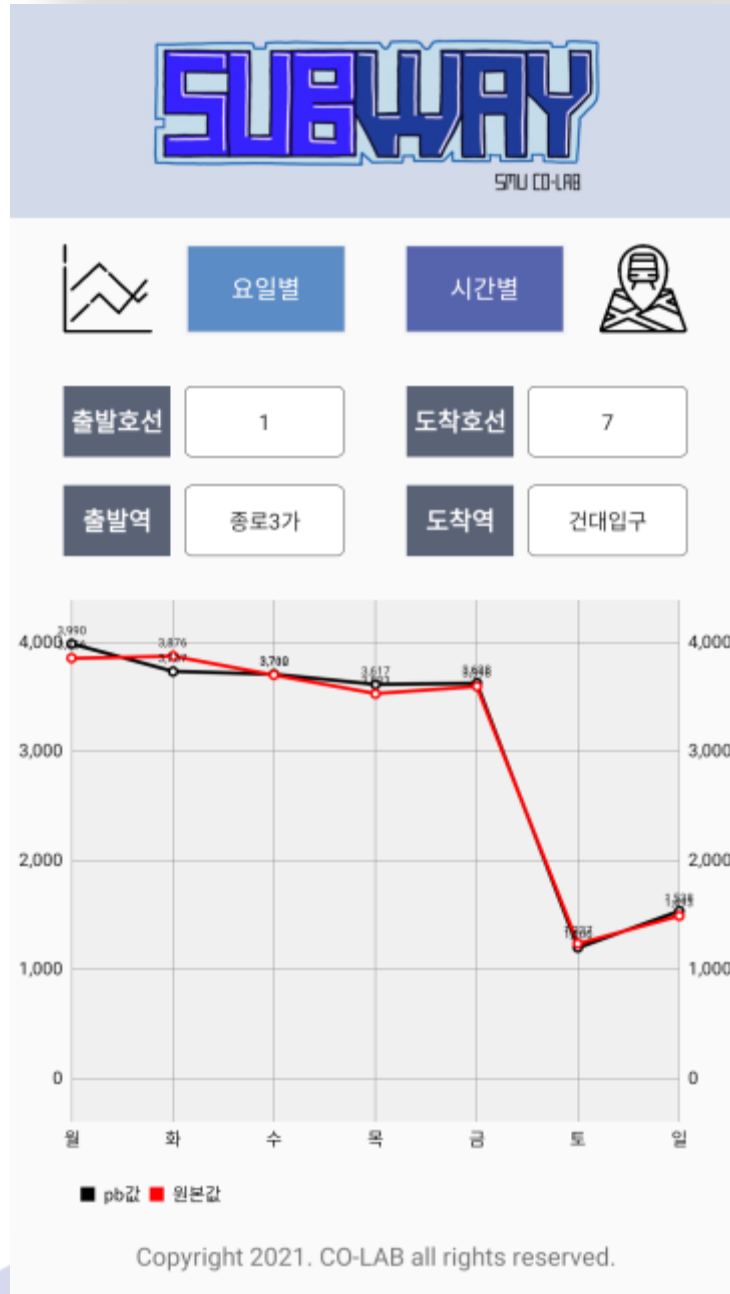 SUBWAY
SMU CO-LAB
요일별 시간별
출발호선 1 도착호선 7
출발역 종로3가 도착역 건대입구
3,990
4,000 3,876 4,000
3,617
3,000 3,000
2,000 2,000
1,000 1,000
0 0
월 화 수 목 금 토 일
pb값 원본값
Copyright 2021. CO-LAB all rights reserved.